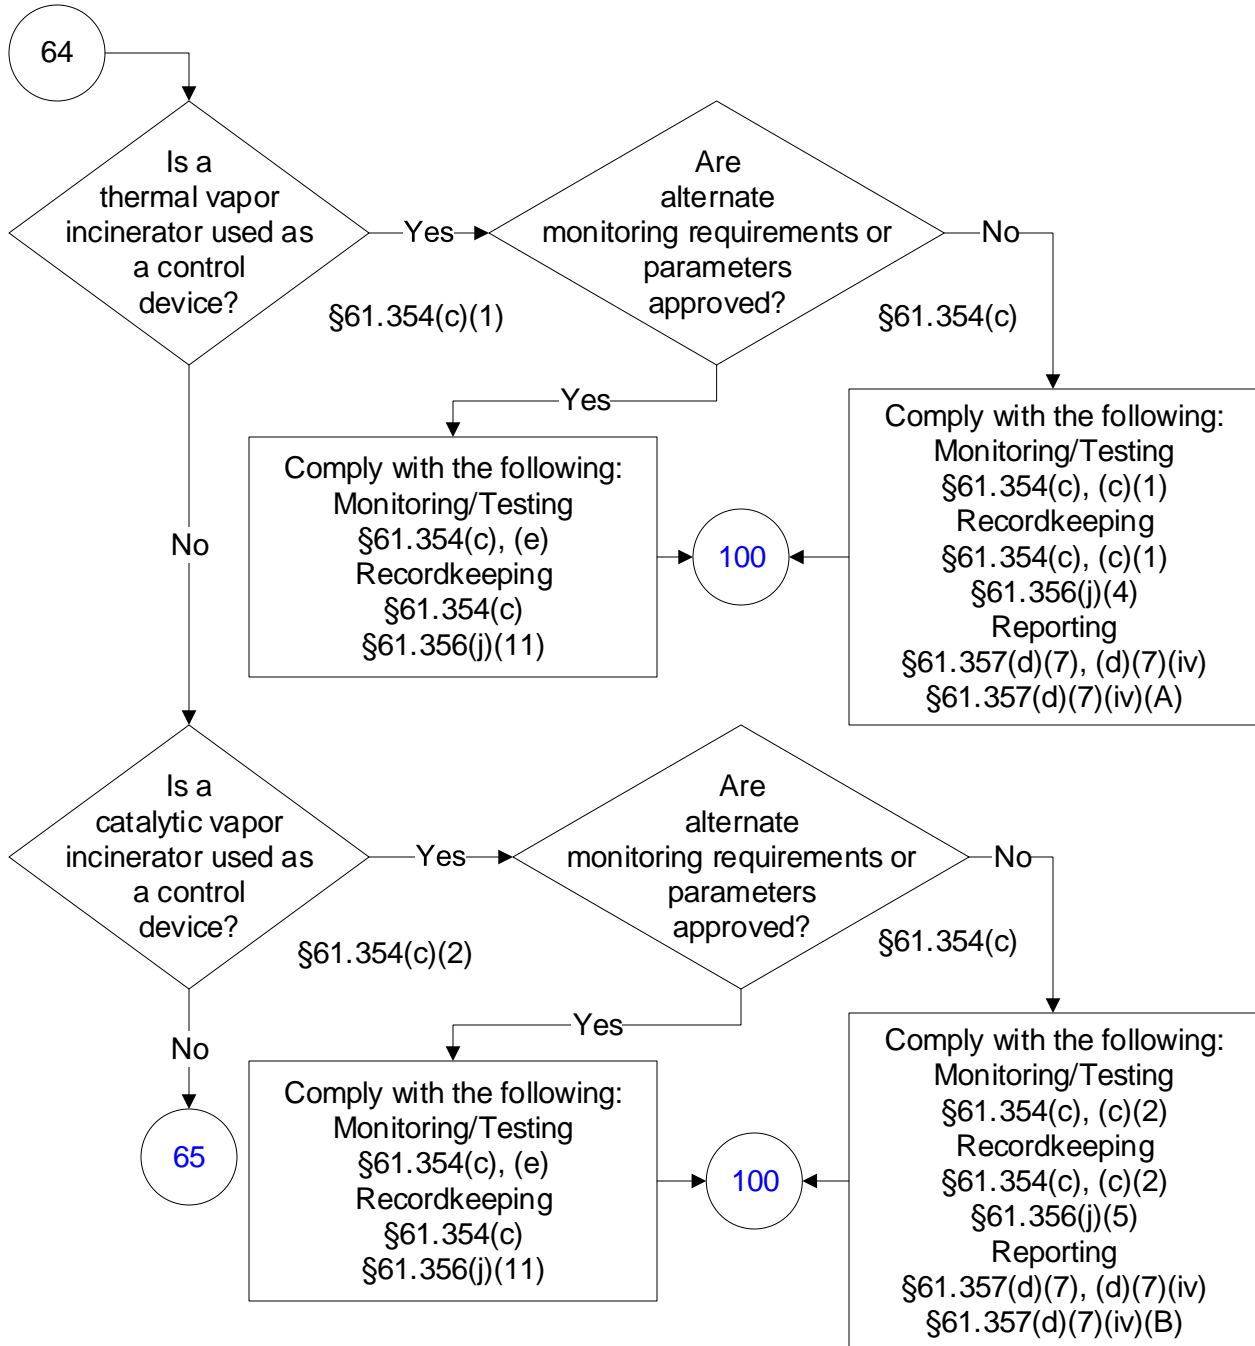 64
Is a
thermal vapor
incinerator used as
a control
device?
Yes
§61.354(c)(1)
Are
alternate
monitoring requirements or
parameters
approved?
No
§61.354(c)
Yes
Comply with the following:
Monitoring/Testing
§61.354(c), (e)
Recordkeeping
§61.354(c)
§61.356(j)(11)
100
Comply with the following:
Monitoring/Testing
§61.354(c), (c)(1)
Recordkeeping
§61.354(c), (c)(1)
§61.356(j)(4)
Reporting
§61.357(d)(7), (d)(7)(iv)
§61.357(d)(7)(iv)(A)
No
Is a
catalytic vapor
incinerator used as
a control
device?
Yes
§61.354(c)(2)
Are
alternate
monitoring requirements or
parameters
approved?
No
§61.354(c)
Yes
No
65
Comply with the following:
Monitoring/Testing
§61.354(c), (e)
Recordkeeping
§61.354(c)
§61.356(j)(11)
100
Comply with the following:
Monitoring/Testing
§61.354(c), (c)(2)
Recordkeeping
§61.354(c), (c)(2)
§61.356(j)(5)
Reporting
§61.357(d)(7), (d)(7)(iv)
§61.357(d)(7)(iv)(B)